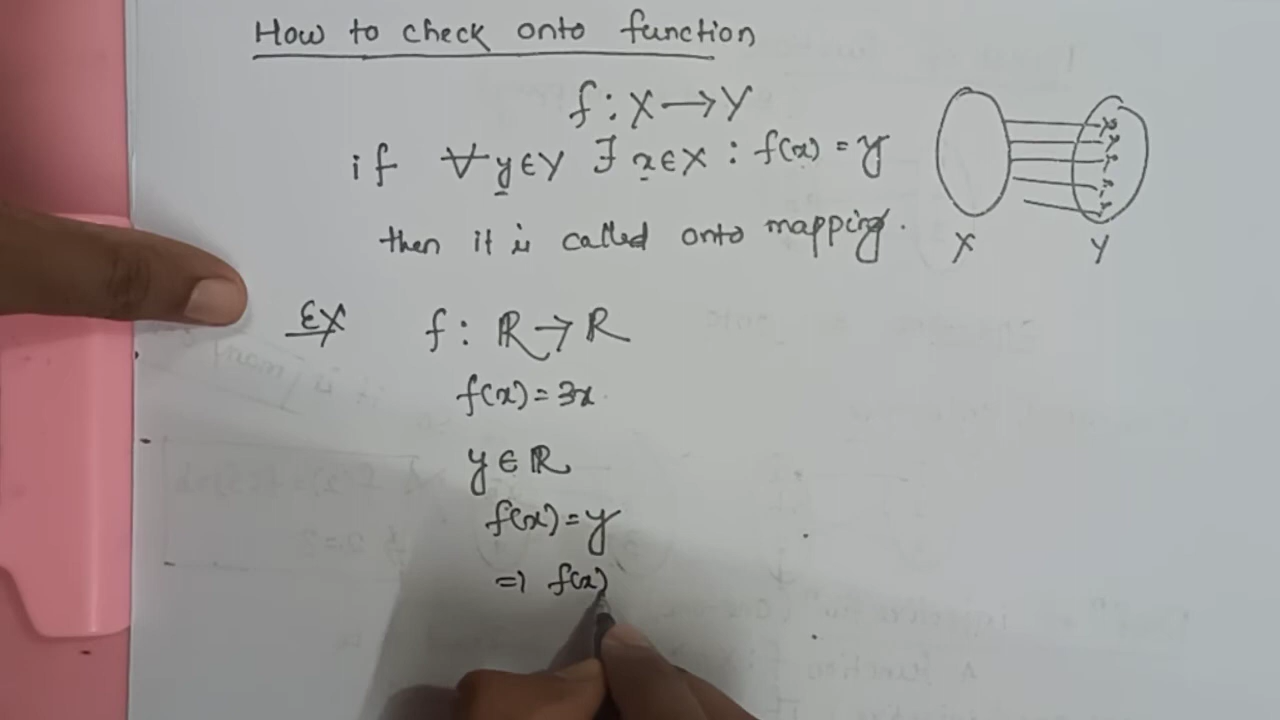 How to check onto function
f : X → Y
if ∀ y ∈ Y ∃ x ∈ X : f(x) = y
then it is called onto mapping.
X Y
Ex f : ℝ → ℝ
f(x) = 3x
y ∈ ℝ
f(x) = y
⇒ f(x)